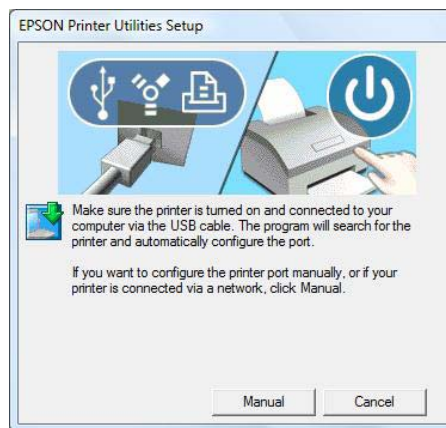 EPSON Printer Utilities Setup
Make sure the printer is turned on and connected to your
computer via the USB cable. The program will search for the
printer and automatically configure the port.
If you want to configure the printer port manually, or if your
printer is connected via a network, click Manual.
Manual
Cancel